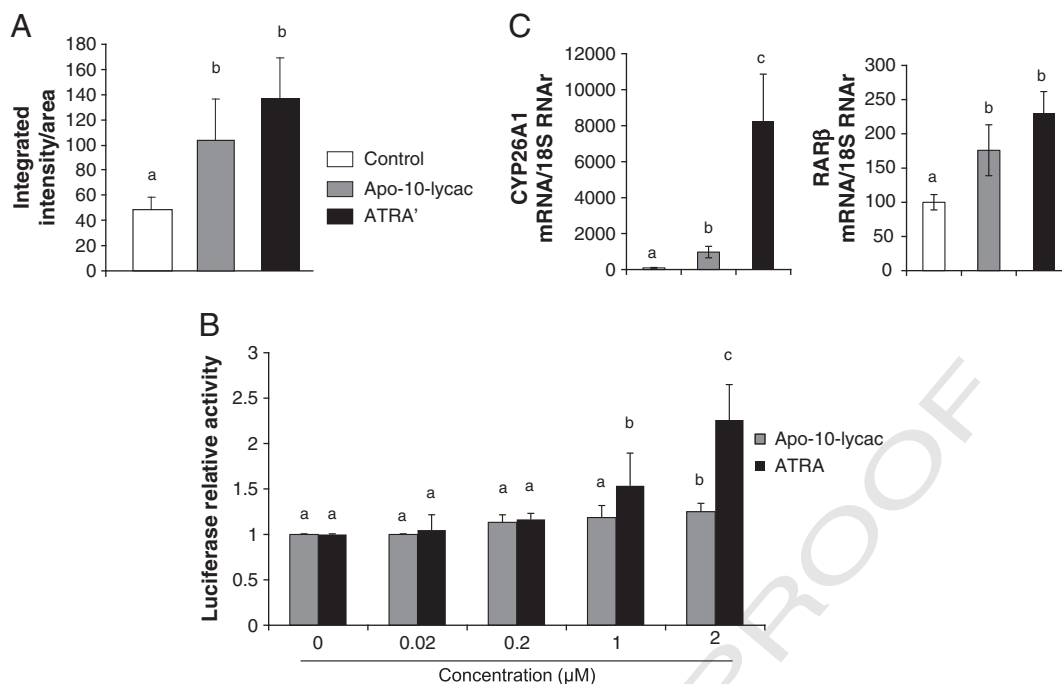 A
Integrated
intensity/area
180
160
140
120
100
80
60
40
20
0
a
b
b
Control
Apo-10-lycac
ATRA'
C
CYP26A1
mRNA/18S RNAr
12000
10000
8000
6000
4000
2000
0
a
b
c
RARβ
mRNA/18S RNAr
300
250
200
150
100
50
0
a
b
b
B
Luciferase relative activity
3
2.5
2
1.5
1
0.5
0
a a
a a
a a
a b
b c
Apo-10-lycac
ATRA
0 0.02 0.2 1 2
Concentration (µM)
PROOF